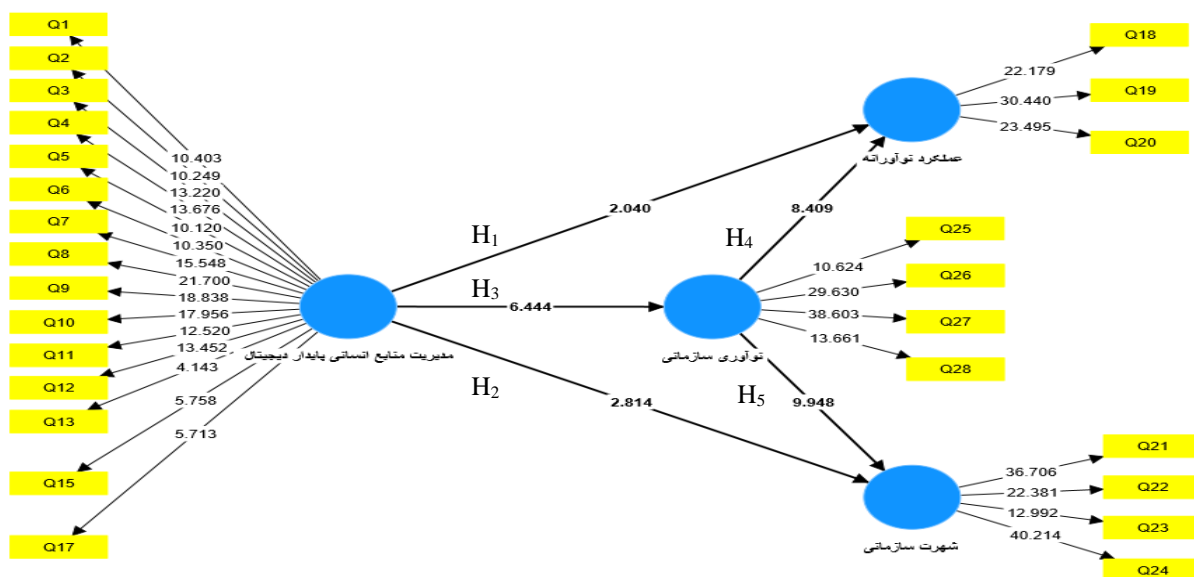 Q1
Q2
Q3
Q4
Q5
Q6
Q7
Q8
Q9
Q10
Q11
Q12
Q13
Q15
Q17
10.403
10.249
13.220
13.676
10.120
10.350
15.548
21.700
18.838
17.956
12.520
13.452
4.143
5.758
5.713
مدیریت منابع انسانی پایدار دیجیتال
H1
2.040
H3
6.444
H2
2.814
H4
8.409
H5
9.948
عملکرد نوآورانه
22.179
30.440
23.495
Q18
Q19
Q20
نوآوری سازمانی
10.624
29.630
38.603
13.661
Q25
Q26
Q27
Q28
شهرت سازمانی
36.706
22.381
12.992
40.214
Q21
Q22
Q23
Q24